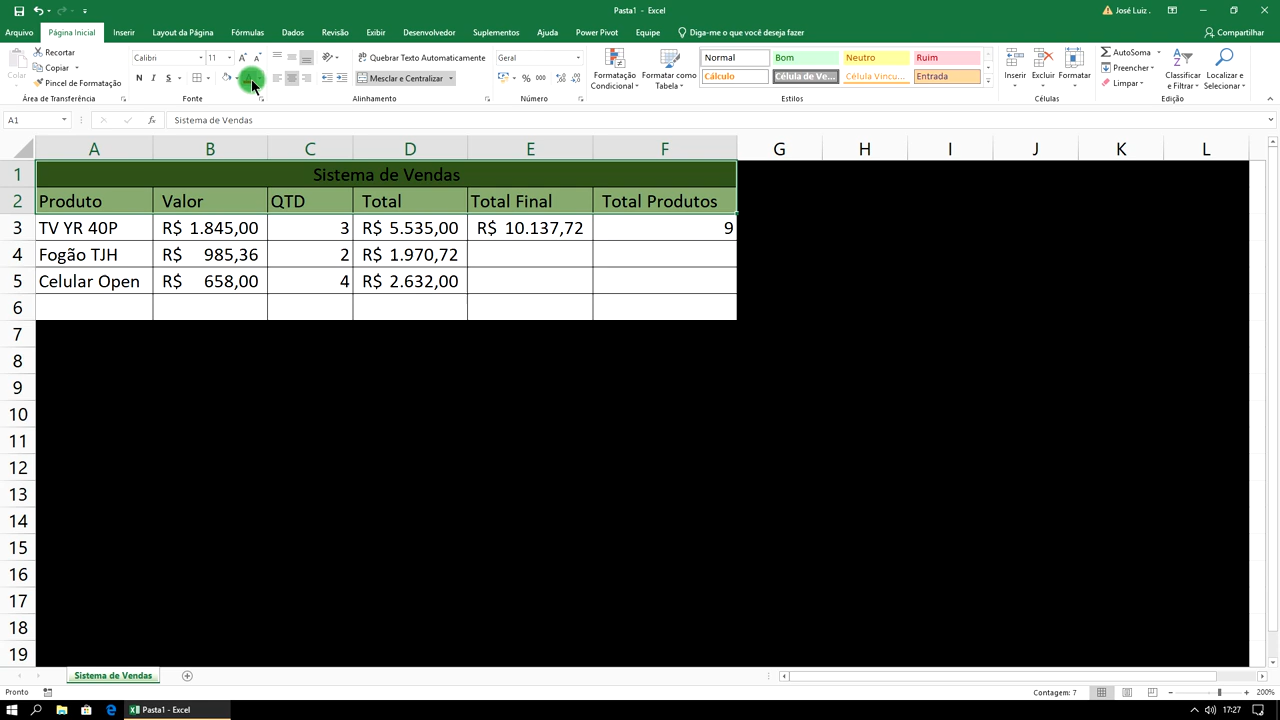 Pasta1 - Excel
José Luiz .
Arquivo Página Inicial Inserir Layout da Página Fórmulas Dados Revisão Exibir Desenvolvedor Suplementos Ajuda Power Pivot Equipe Diga-me o que você deseja fazer Compartilhar
Colar
Recortar
Copiar
Pincel de Formatação
Área de Transferência
Calibri 11
N I S
Fonte
Quebrar Texto Automaticamente
Mesclar e Centralizar
Alinhamento
Geral
% 000
Número
Formatação Condicional
Formatar como Tabela
Normal Bom Neutro Ruim
Cálculo Célula de Ve... Célula Vincu... Entrada
Estilos
Inserir Excluir Formatar
Células
AutoSoma
Preencher
Limpar
Classificar e Filtrar
Localizar e Selecionar
Edição
A1 fx Sistema de Vendas
A B C D E F G H I J K L
1 Sistema de Vendas
2 Produto Valor QTD Total Total Final Total Produtos
3 TV YR 40P R$ 1.845,00 3 R$ 5.535,00 R$ 10.137,72 9
4 Fogão TJH R$ 985,36 2 R$ 1.970,72
5 Celular Open R$ 658,00 4 R$ 2.632,00
6
7
8
9
10
11
12
13
14
15
16
17
18
19
Sistema de Vendas
Pronto Contagem: 7 200%
Pasta1 - Excel 17:27